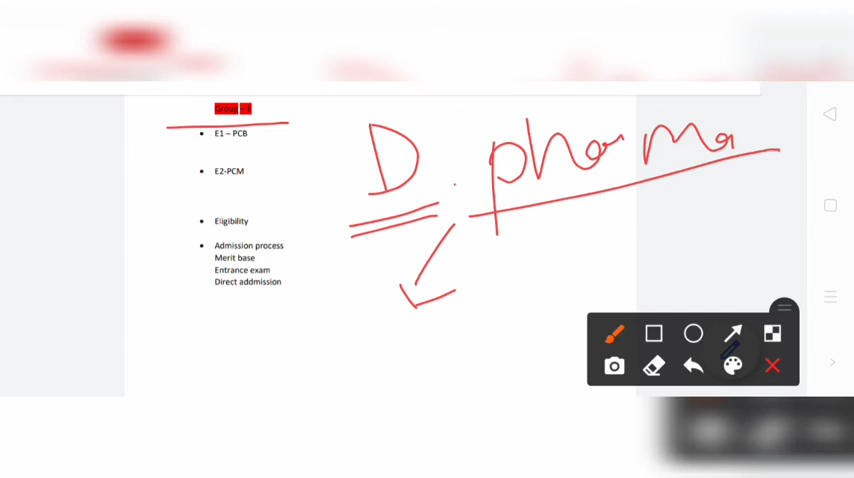 Group - E
E1 – PCB
D. pharma
E2-PCM
Eligibility
Admission process
Merit base
Entrance exam
Direct addmission